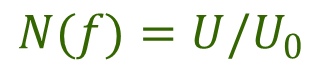 N(f) = U/U₀